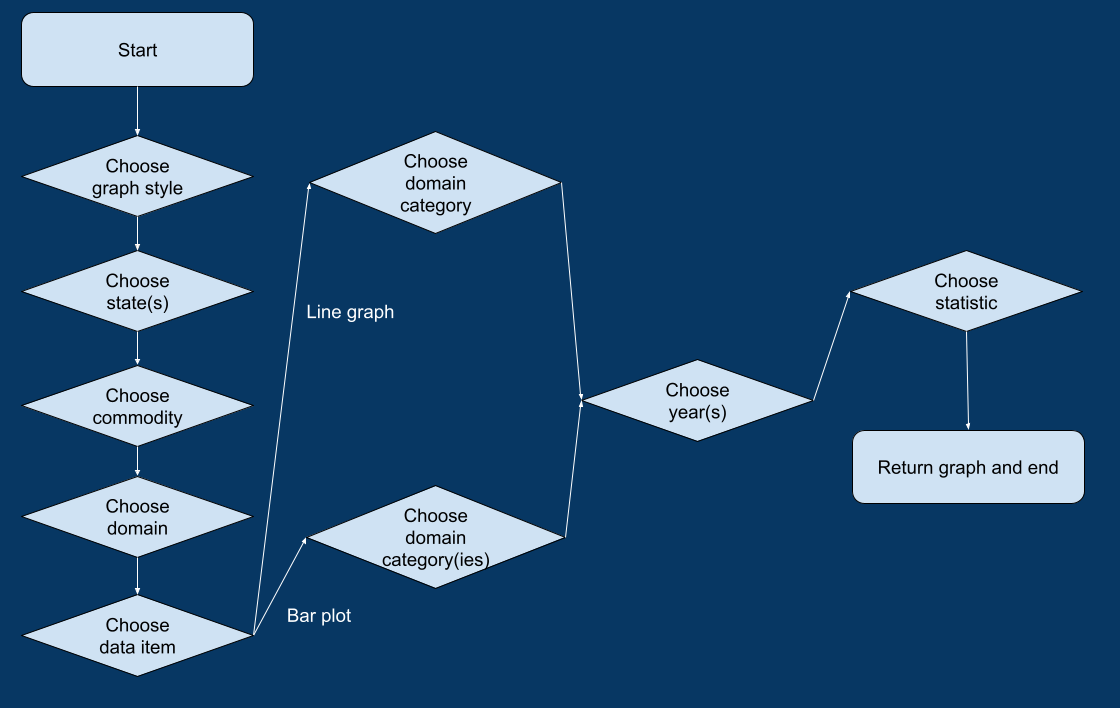 Start
Choose
graph style
Choose
state(s)
Choose
commodity
Choose
domain
Choose
data item
Line graph
Bar plot
Choose
domain
category
Choose
domain
category(ies)
Choose
year(s)
Choose
statistic
Return graph and end